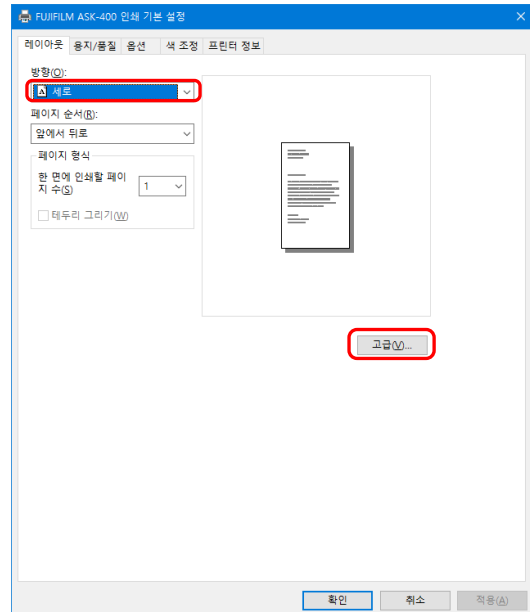 FUJIFILM ASK-400 인쇄 기본 설정
레이아웃 용지/품질 옵션 색 조정 프린터 정보
방향(O):
A 세로
페이지 순서(R):
앞에서 뒤로
페이지 형식
한 면에 인쇄할 페이
지 수(S)
1
테두리 그리기(W)
고급(V)...
확인 취소 적용(A)